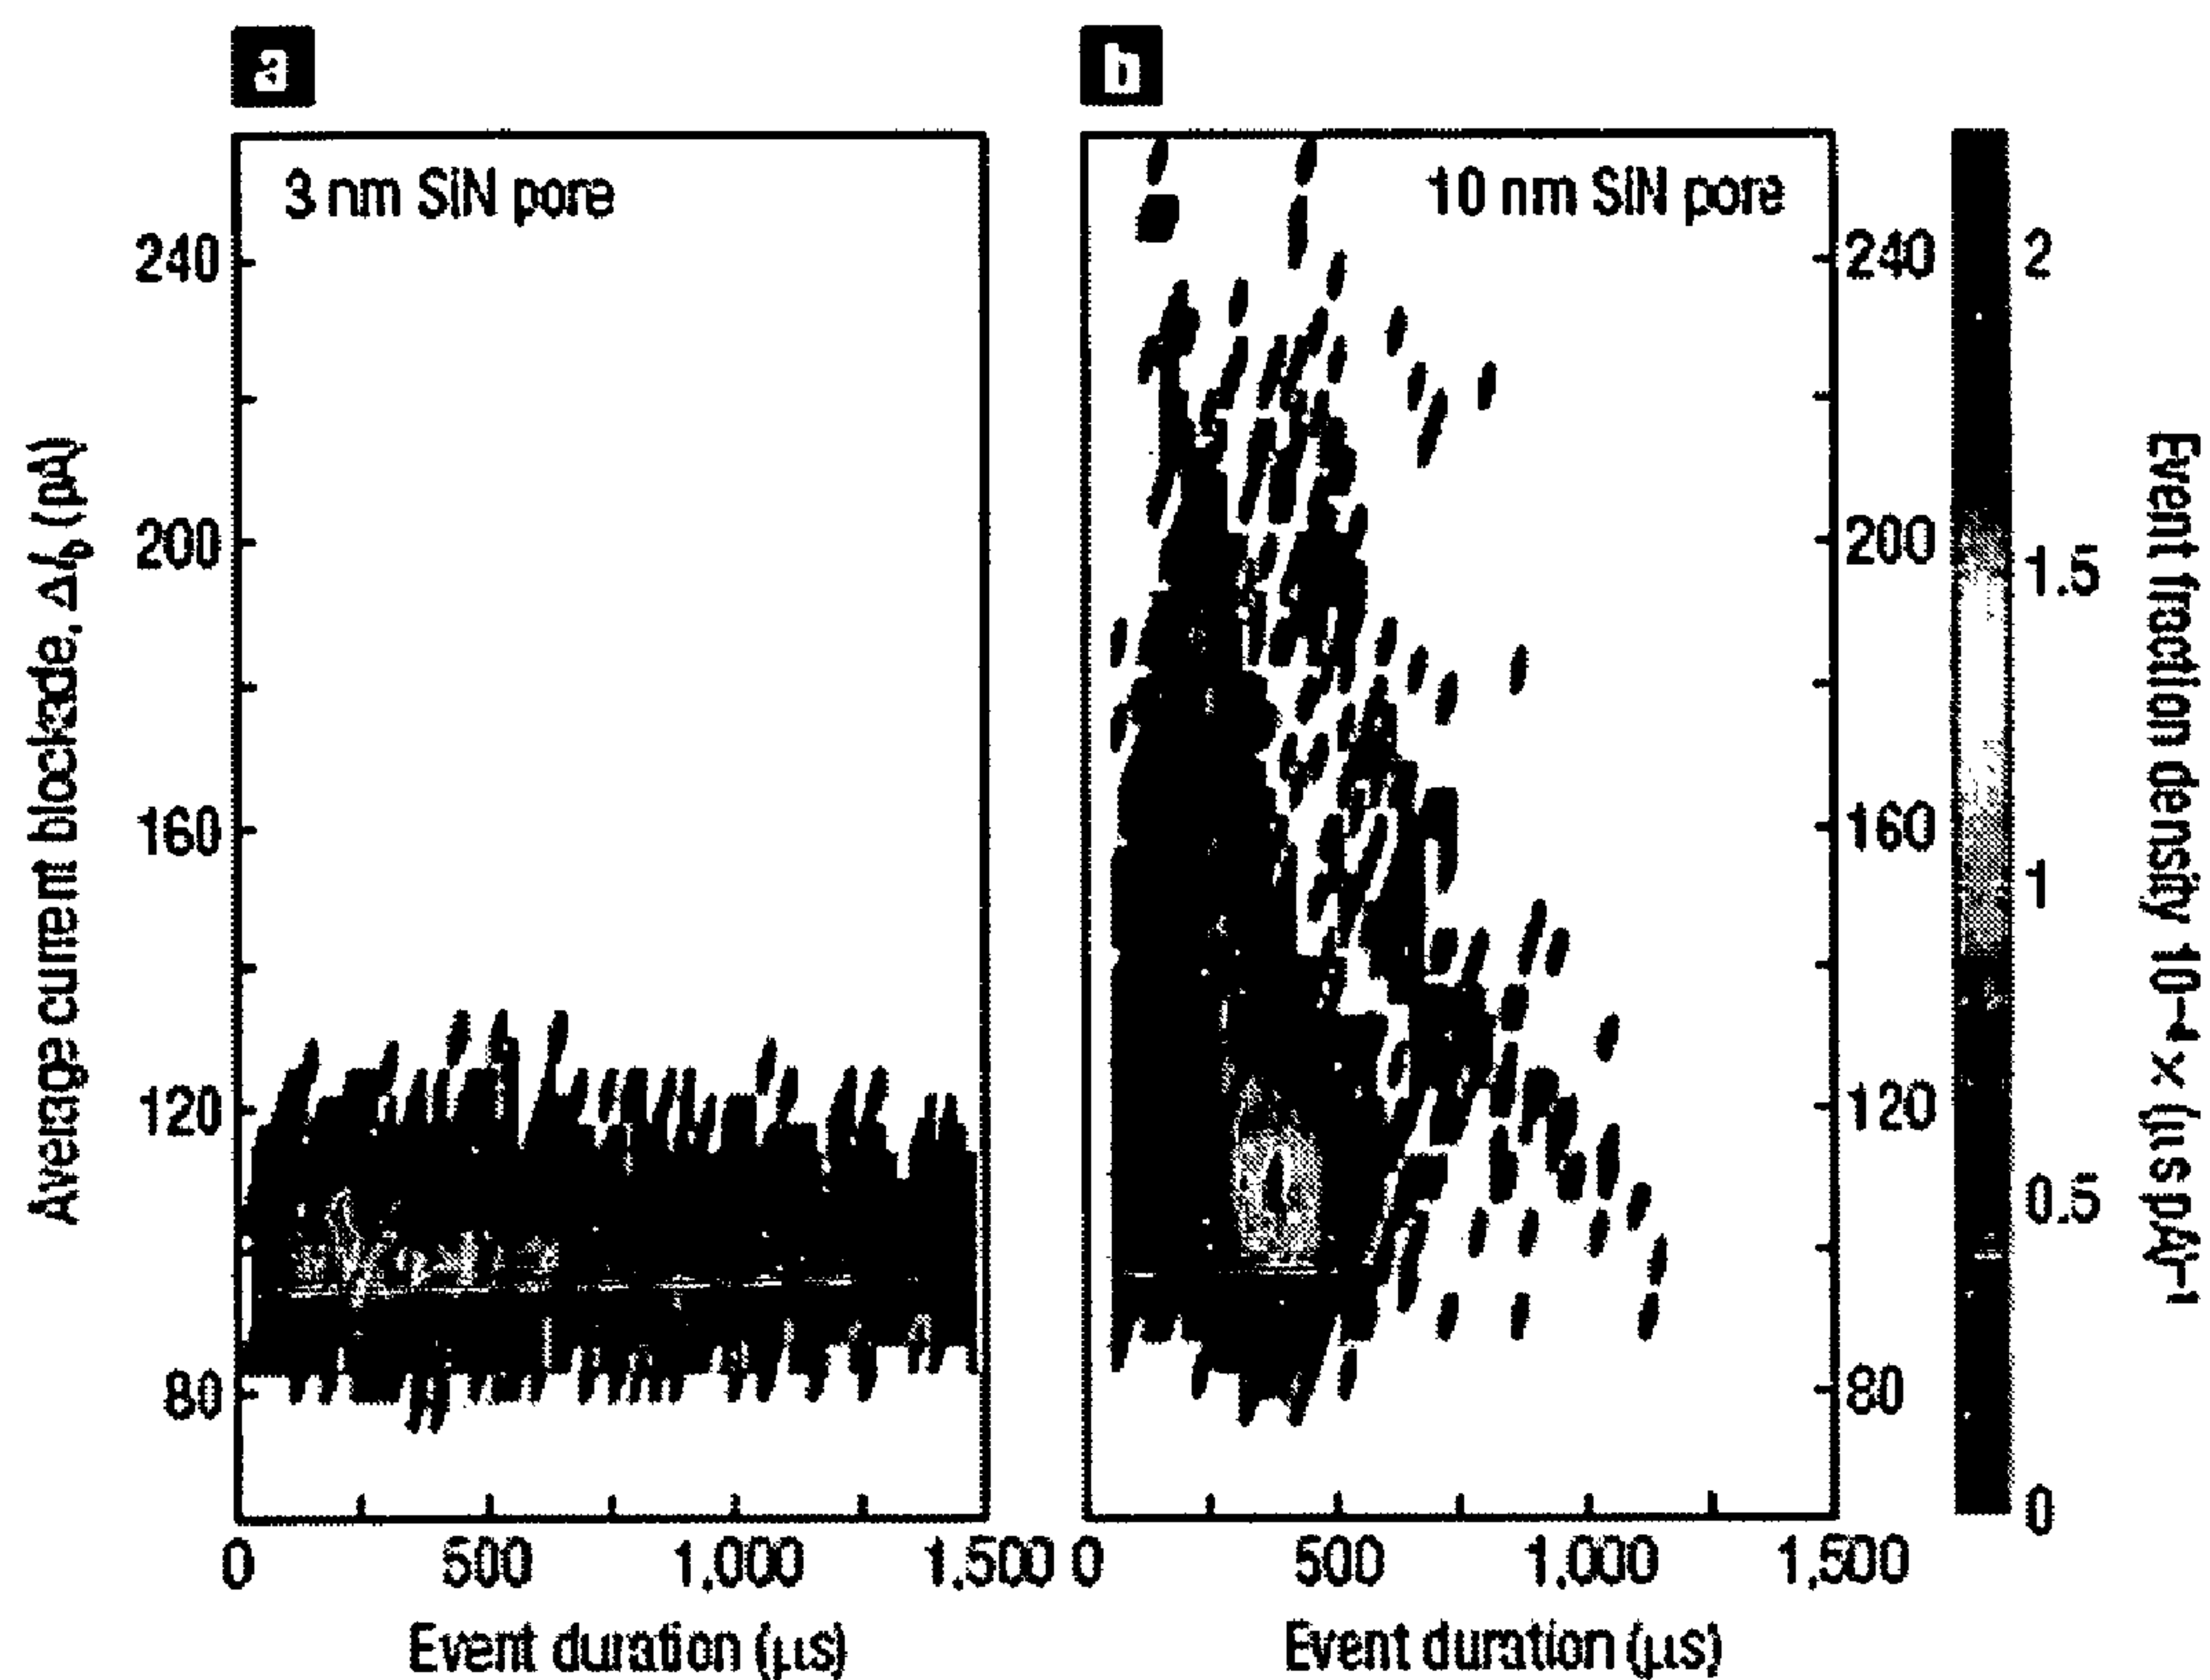 a
b
3 nm SiN pore
10 nm SiN pore
240
200
160
120
80
240
200
160
120
80
2
1.5
1
0.5
0
Average current blockade, ΔI_b (pA)
Event fraction density 10⁻⁴ × (µs pA)⁻¹
0 500 1,000 1,500
0 500 1,000 1,500
Event duration (µs)
Event duration (µs)